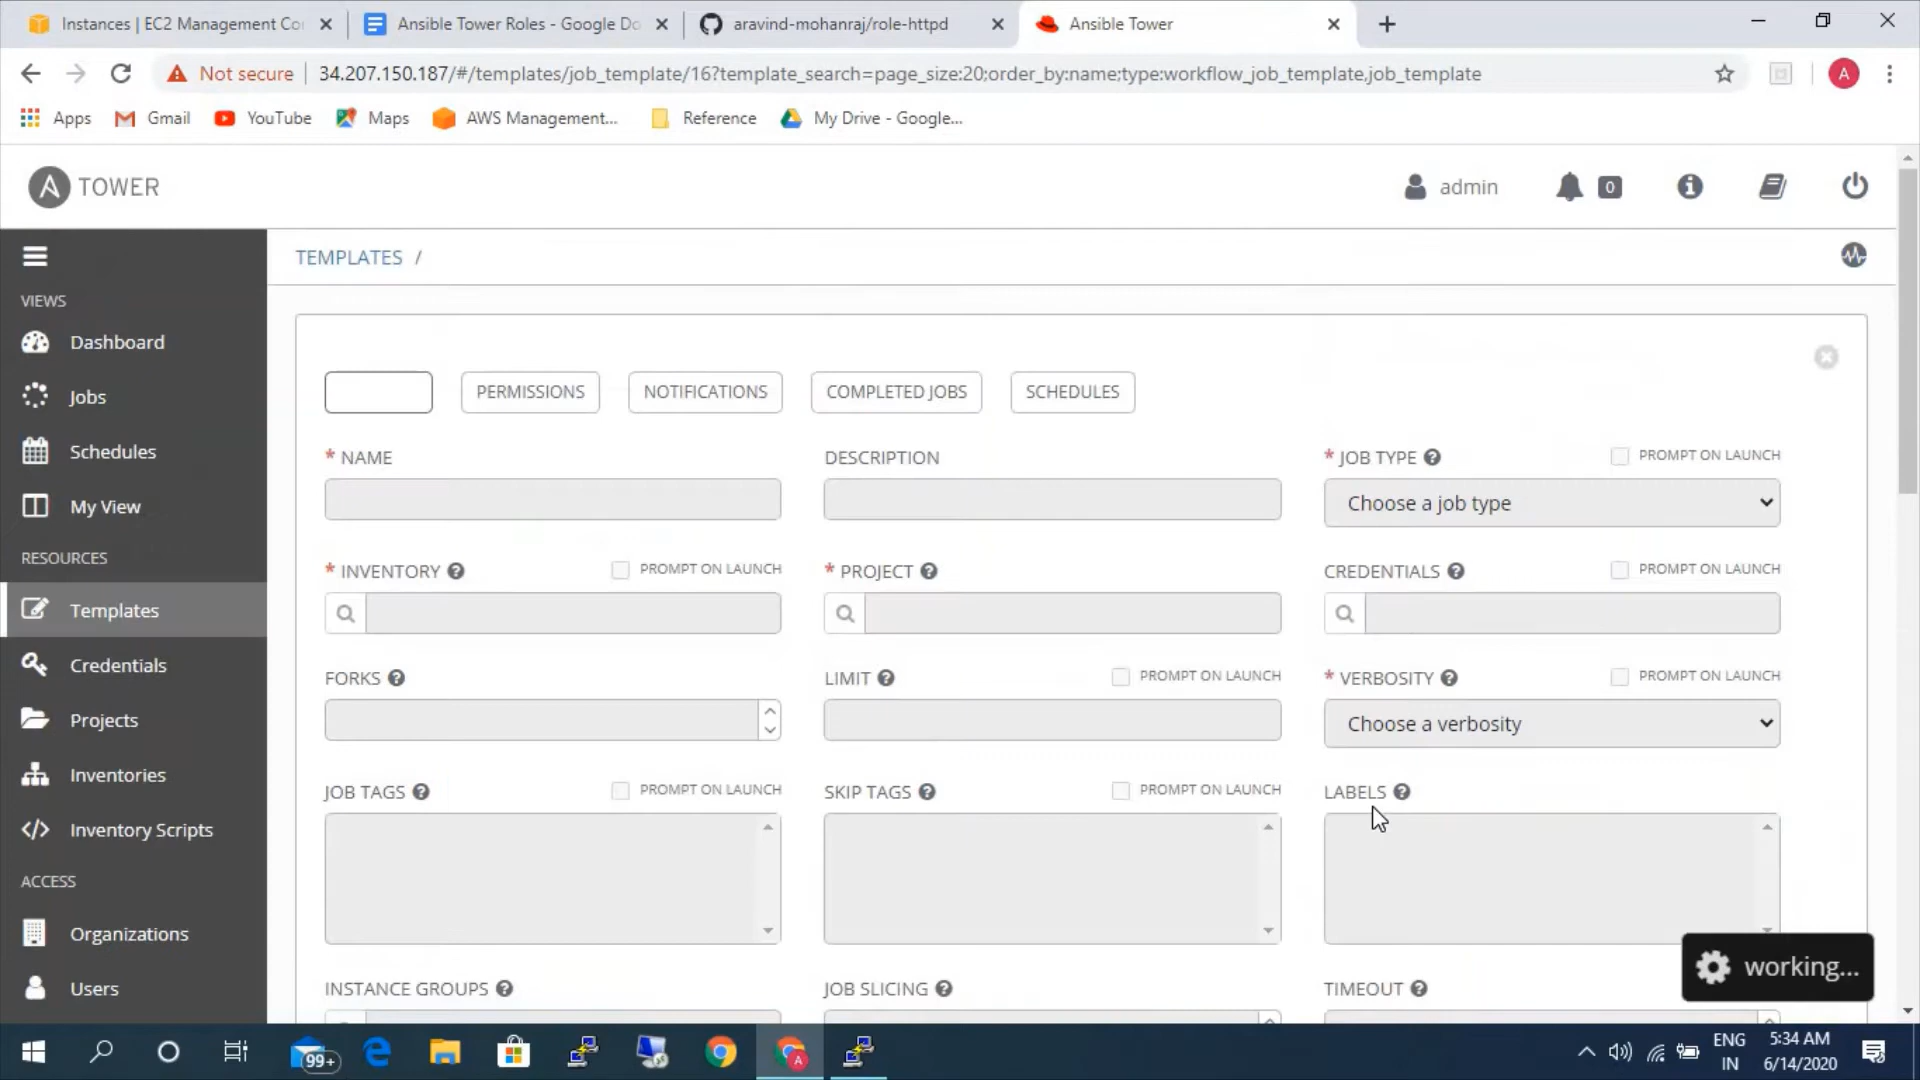 Instances | EC2 Management Co
Ansible Tower Roles - Google Do
aravind-mohanraj/role-httpd
Ansible Tower
Not secure
34.207.150.187/#/templates/job_template/16?template_search=page_size:20;order_by:name;type:workflow_job_template,job_template
A
Apps
Gmail
YouTube
Maps
AWS Management...
Reference
My Drive - Google...
A TOWER
admin
0
VIEWS
Dashboard
Jobs
Schedules
My View
RESOURCES
Templates
Credentials
Projects
Inventories
Inventory Scripts
ACCESS
Organizations
Users
TEMPLATES /
PERMISSIONS
NOTIFICATIONS
COMPLETED JOBS
SCHEDULES
* NAME
DESCRIPTION
* JOB TYPE
PROMPT ON LAUNCH
Choose a job type
* INVENTORY
PROMPT ON LAUNCH
* PROJECT
CREDENTIALS
PROMPT ON LAUNCH
FORKS
LIMIT
PROMPT ON LAUNCH
* VERBOSITY
PROMPT ON LAUNCH
Choose a verbosity
JOB TAGS
PROMPT ON LAUNCH
SKIP TAGS
PROMPT ON LAUNCH
LABELS
INSTANCE GROUPS
JOB SLICING
TIMEOUT
working...
99+
A
ENG
IN
5:34 AM
6/14/2020